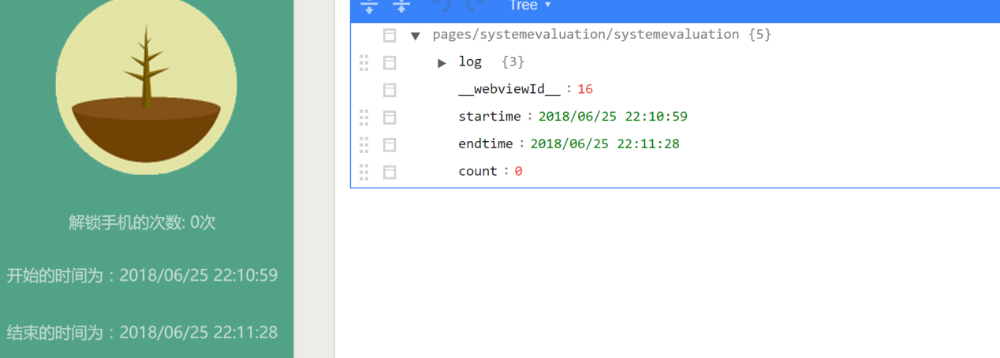 Tree
pages/systemevaluation/systemevaluation {5}
log {3}
__webviewId__ : 16
startime : 2018/06/25 22:10:59
endtime : 2018/06/25 22:11:28
count : 0
解锁手机的次数: 0次
开始的时间为：2018/06/25 22:10:59
结束的时间为：2018/06/25 22:11:28